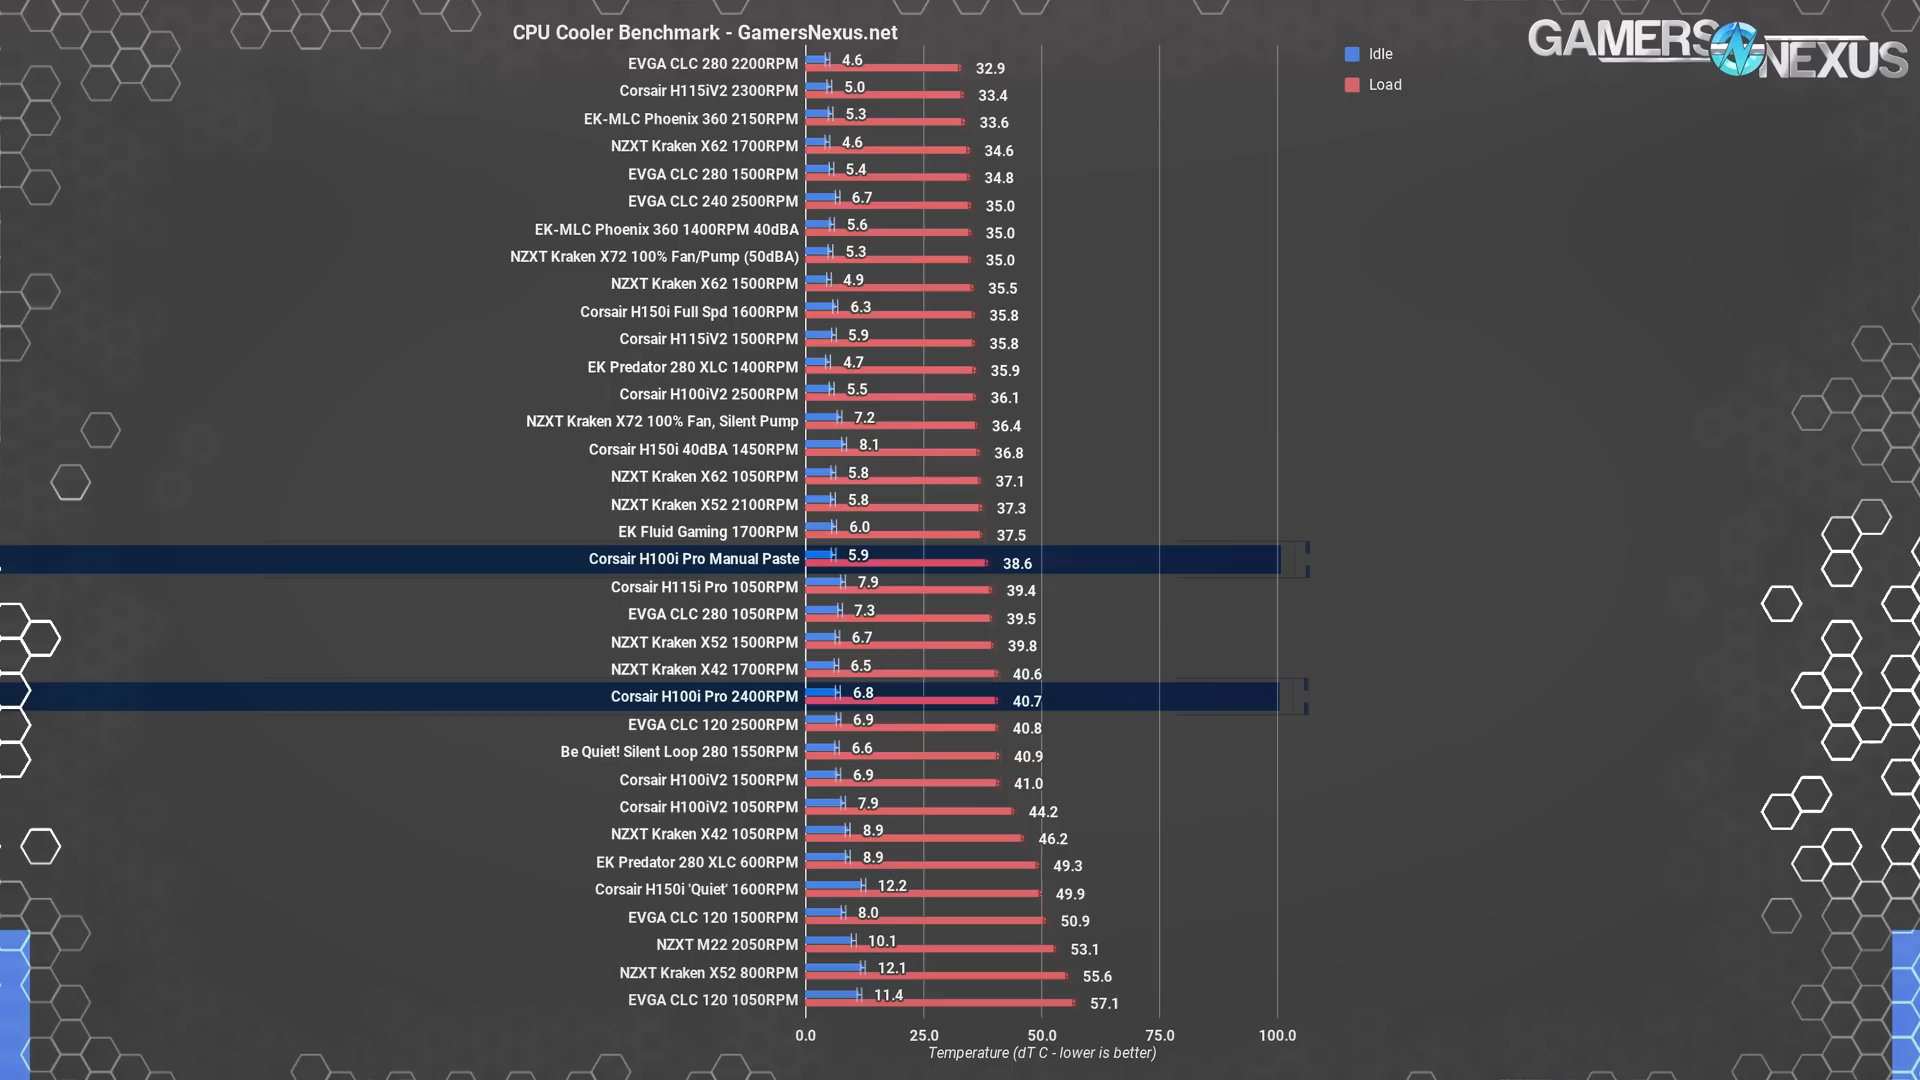 CPU Cooler Benchmark - GamersNexus.net
GAMERS NEXUS
Idle
Load
EVGA CLC 280 2200RPM 4.6 32.9
Corsair H115iV2 2300RPM 5.0 33.4
EK-MLC Phoenix 360 2150RPM 5.3 33.6
NZXT Kraken X62 1700RPM 4.6 34.6
EVGA CLC 280 1500RPM 5.4 34.8
EVGA CLC 240 2500RPM 6.7 35.0
EK-MLC Phoenix 360 1400RPM 40dBA 5.6 35.0
NZXT Kraken X72 100% Fan/Pump (50dBA) 5.3 35.0
NZXT Kraken X62 1500RPM 4.9 35.5
Corsair H150i Full Spd 1600RPM 6.3 35.8
Corsair H115iV2 1500RPM 5.9 35.8
EK Predator 280 XLC 1400RPM 4.7 35.9
Corsair H100iV2 2500RPM 5.5 36.1
NZXT Kraken X72 100% Fan, Silent Pump 7.2 36.4
Corsair H150i 40dBA 1450RPM 8.1 36.8
NZXT Kraken X62 1050RPM 5.8 37.1
NZXT Kraken X52 2100RPM 5.8 37.3
EK Fluid Gaming 1700RPM 6.0 37.5
Corsair H100i Pro Manual Paste 5.9 38.6
Corsair H115i Pro 1050RPM 7.9 39.4
EVGA CLC 280 1050RPM 7.3 39.5
NZXT Kraken X52 1500RPM 6.7 39.8
NZXT Kraken X42 1700RPM 6.5 40.6
Corsair H100i Pro 2400RPM 6.8 40.7
EVGA CLC 120 2500RPM 6.9 40.8
Be Quiet! Silent Loop 280 1550RPM 6.6 40.9
Corsair H100iV2 1500RPM 6.9 41.0
Corsair H100iV2 1050RPM 7.9 44.2
NZXT Kraken X42 1050RPM 8.9 46.2
EK Predator 280 XLC 600RPM 8.9 49.3
Corsair H150i 'Quiet' 1600RPM 12.2 49.9
EVGA CLC 120 1500RPM 8.0 50.9
NZXT M22 2050RPM 10.1 53.1
NZXT Kraken X52 800RPM 12.1 55.6
EVGA CLC 120 1050RPM 11.4 57.1
0.0 25.0 50.0 75.0 100.0
Temperature (dT C - lower is better)